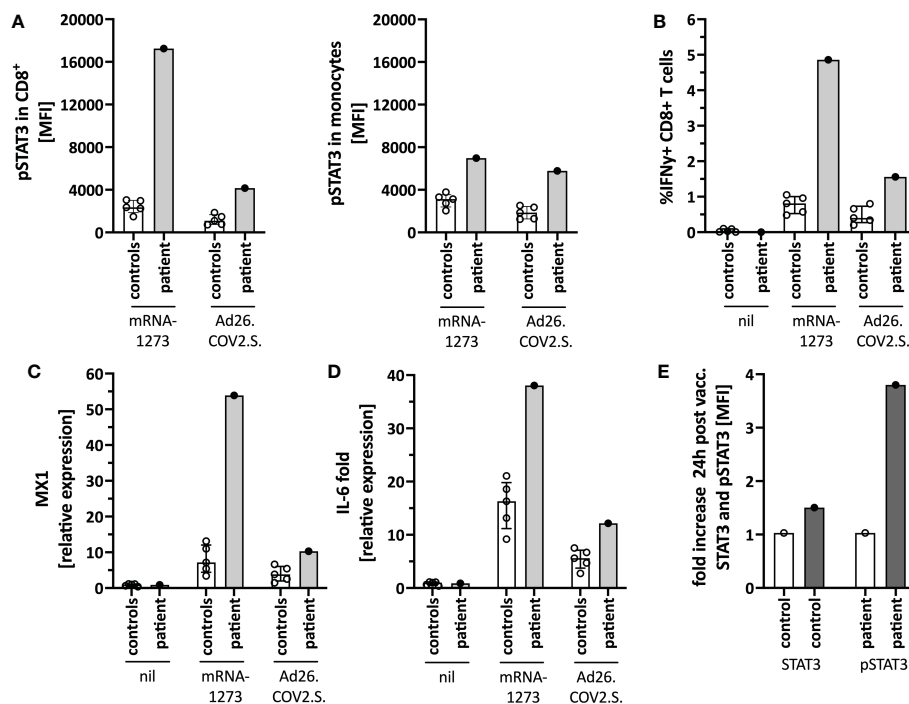 A
pSTAT3 in CD8+
[MFI]
20000
16000
12000
8000
4000
0
controls
patient
controls
patient
mRNA-
1273
Ad26.
COV2.S.
pSTAT3 in monocytes
[MFI]
20000
16000
12000
8000
4000
0
controls
patient
controls
patient
mRNA-
1273
Ad26.
COV2.S.
B
%IFNy+ CD8+ T cells
6
5
4
3
2
1
0
controls
patient
controls
patient
controls
patient
nil
mRNA-
1273
Ad26.
COV2.S.
C
MX1
[relative expression]
60
50
40
30
20
10
0
controls
patient
controls
patient
controls
patient
nil
mRNA-
1273
Ad26.
COV2.S.
D
IL-6 fold
[relative expression]
40
30
20
10
0
controls
patient
controls
patient
controls
patient
nil
mRNA-
1273
Ad26.
COV2.S.
E
fold increase 24h post vacc.
STAT3 and pSTAT3 [MFI]
4
3
2
1
0
control
control
patient
patient
STAT3
pSTAT3